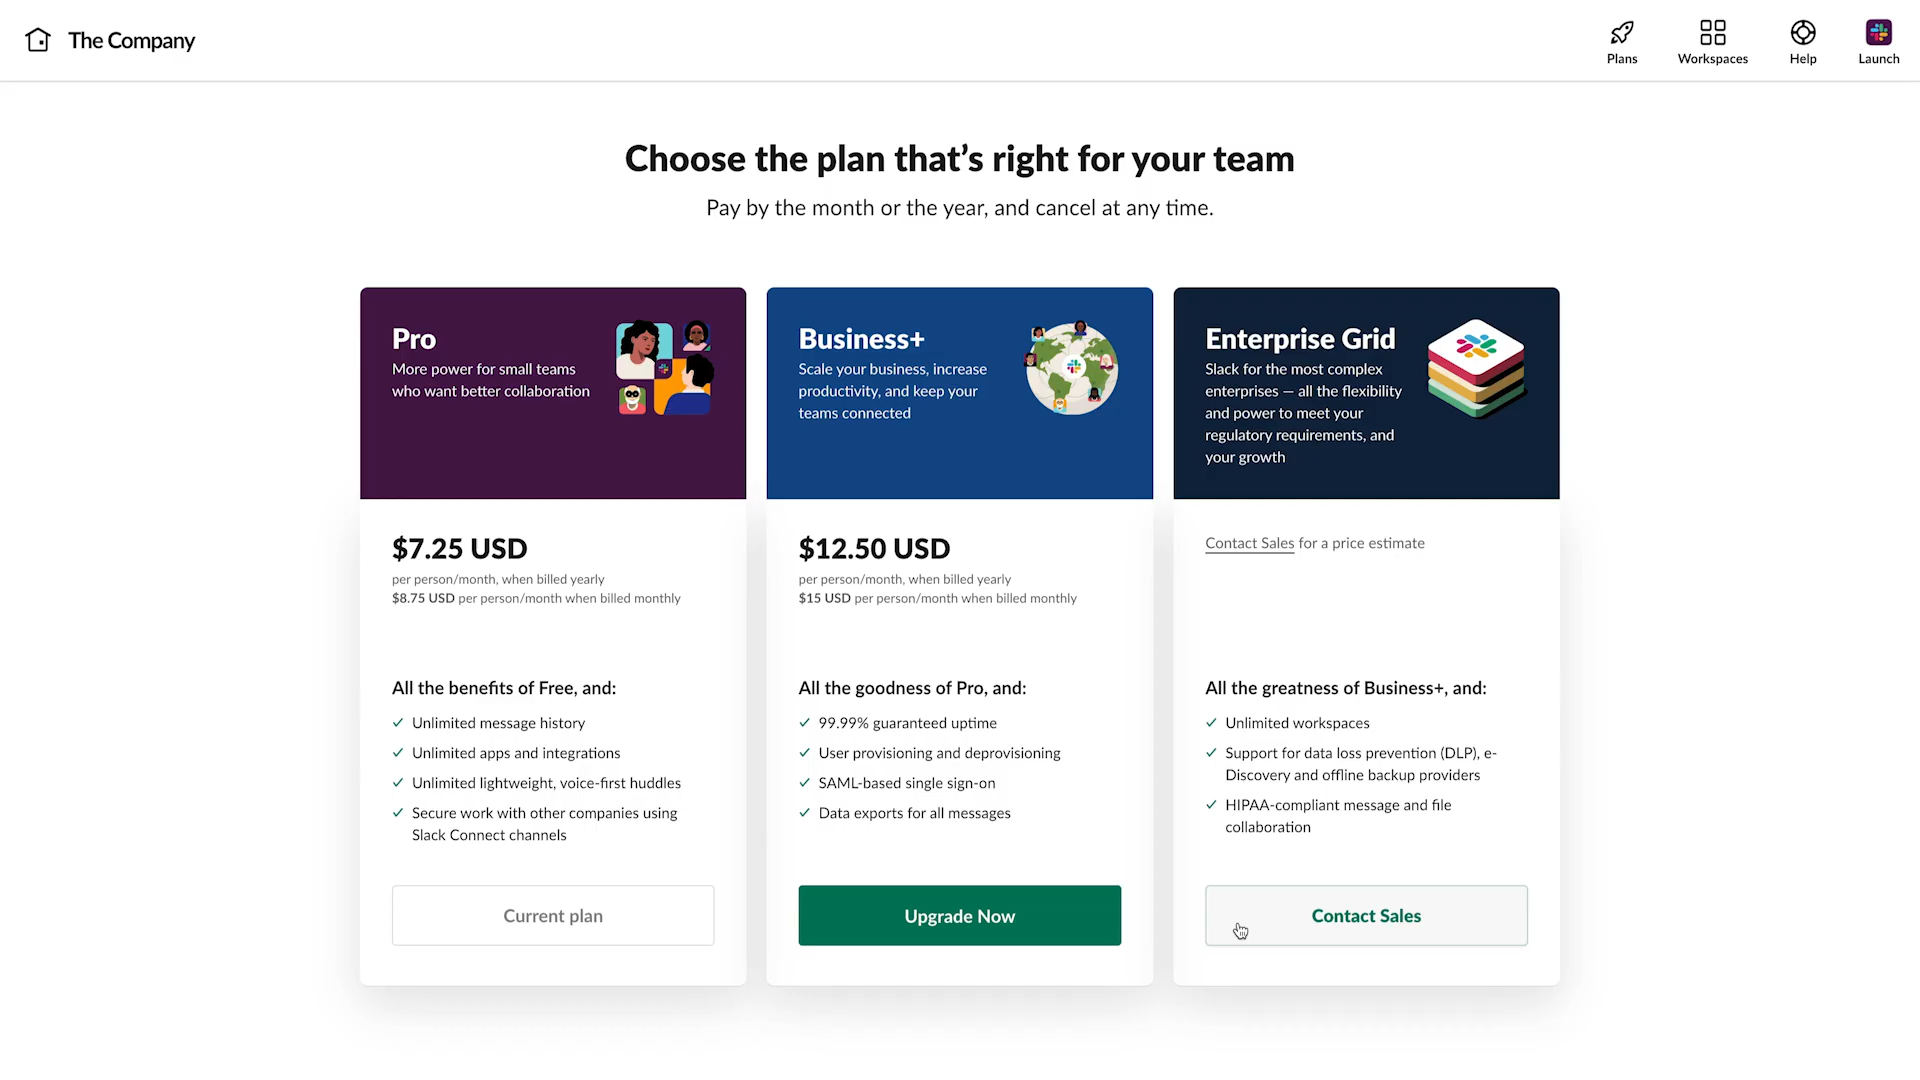 The Company
Plans
Workspaces
Help
Launch
Choose the plan that’s right for your team
Pay by the month or the year, and cancel at any time.
Pro
More power for small teams
who want better collaboration
$7.25 USD
per person/month, when billed yearly
$8.75 USD per person/month when billed monthly
All the benefits of Free, and:
Unlimited message history
Unlimited apps and integrations
Unlimited lightweight, voice-first huddles
Secure work with other companies using
Slack Connect channels
Current plan
Business+
Scale your business, increase
productivity, and keep your
teams connected
$12.50 USD
per person/month, when billed yearly
$15 USD per person/month when billed monthly
All the goodness of Pro, and:
99.99% guaranteed uptime
User provisioning and deprovisioning
SAML-based single sign-on
Data exports for all messages
Upgrade Now
Enterprise Grid
Slack for the most complex
enterprises — all the flexibility
and power to meet your
regulatory requirements, and
your growth
Contact Sales for a price estimate
All the greatness of Business+, and:
Unlimited workspaces
Support for data loss prevention (DLP), e-
Discovery and offline backup providers
HIPAA-compliant message and file
collaboration
Contact Sales